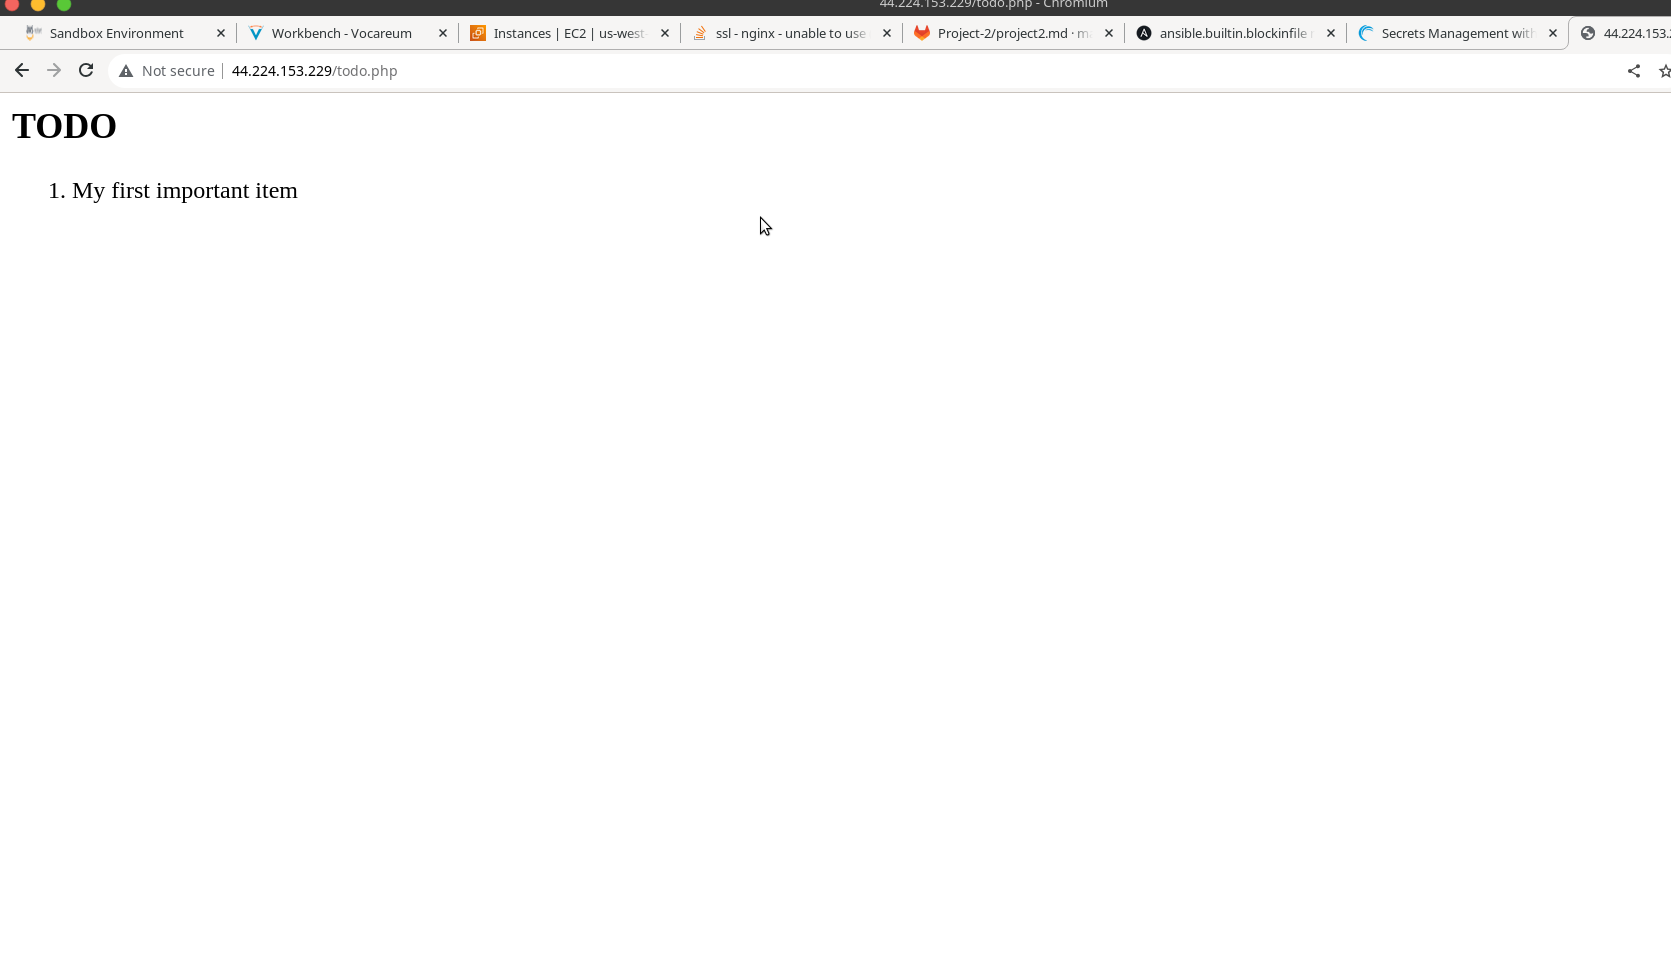 44.224.153.229/todo.php - Chromium
Sandbox Environment
Workbench - Vocareum
Instances | EC2 | us-west-
ssl - nginx - unable to use
Project-2/project2.md · m
ansible.builtin.blockinfile
Secrets Management with
44.224.153.
Not secure
44.224.153.229/todo.php
TODO
1. My first important item